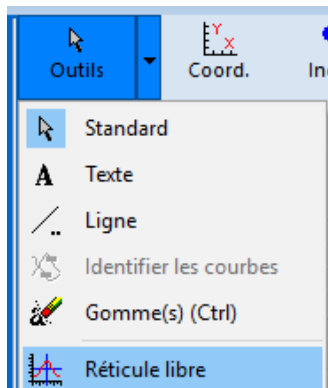 Outils
Coord.
Standard
Texte
Ligne
Identifier les courbes
Gomme(s) (Ctrl)
Réticule libre